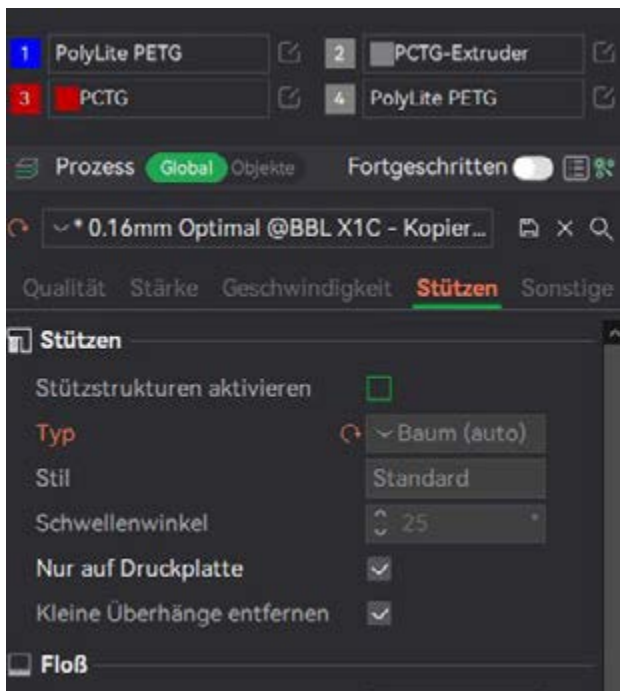 1 PolyLite PETG 2 PCTG-Extruder
3 PCTG 4 PolyLite PETG
Prozess Global Objekte Fortgeschritten
* 0.16mm Optimal @BBL X1C - Kopier...
Qualität Stärke Geschwindigkeit Stützen Sonstige
Stützen
Stützstrukturen aktivieren
Typ Baum (auto)
Stil Standard
Schwellenwinkel 25 °
Nur auf Druckplatte
Kleine Überhänge entfernen
Floß